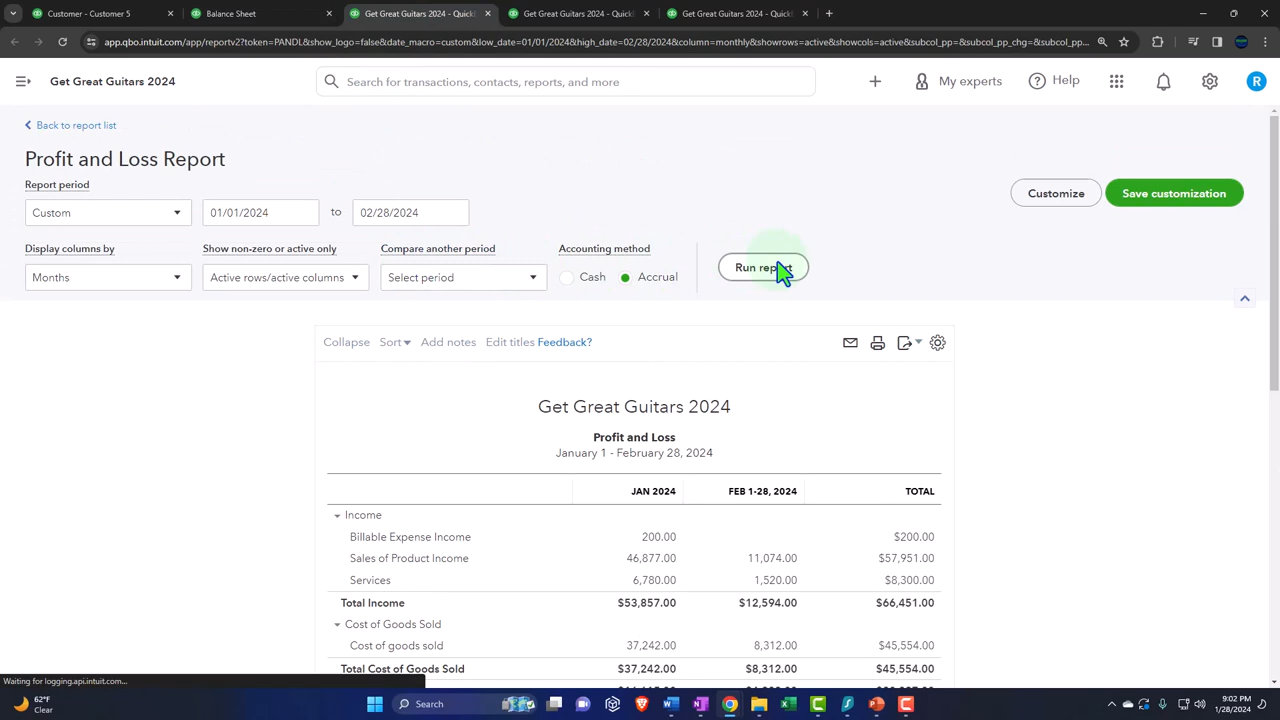 Customer - Customer 5
Balance Sheet
Get Great Guitars 2024 - Quick
Get Great Guitars 2024 - Quick
Get Great Guitars 2024 - Quick
app.qbo.intuit.com/app/reportv2?token=PANDL&show_logo=false&date_macro=custom&low_date=01/01/2024&high_date=02/28/2024&column=monthly&showrows=active&showcols=active&subcol_pp=&subcol_pp_chg=&subcol_pp_...
Get Great Guitars 2024
Search for transactions, contacts, reports, and more
My experts
Help
R
Back to report list
Profit and Loss Report
Report period
Customize
Save customization
Custom
01/01/2024
to
02/28/2024
Display columns by
Show non-zero or active only
Compare another period
Accounting method
Months
Active rows/active columns
Select period
Cash
Accrual
Run report
Collapse
Sort
Add notes
Edit titles
Feedback?
Get Great Guitars 2024
Profit and Loss
January 1 - February 28, 2024
JAN 2024 FEB 1-28, 2024 TOTAL
Income
Billable Expense Income 200.00 $200.00
Sales of Product Income 46,877.00 11,074.00 $57,951.00
Services 6,780.00 1,520.00 $8,300.00
Total Income $53,857.00 $12,594.00 $66,451.00
Cost of Goods Sold
Cost of goods sold 37,242.00 8,312.00 $45,554.00
Total Cost of Goods Sold $37,242.00 $8,312.00 $45,554.00
Waiting for logging.api.intuit.com...
62°F
Clear
Search
9:02 PM
1/28/2024